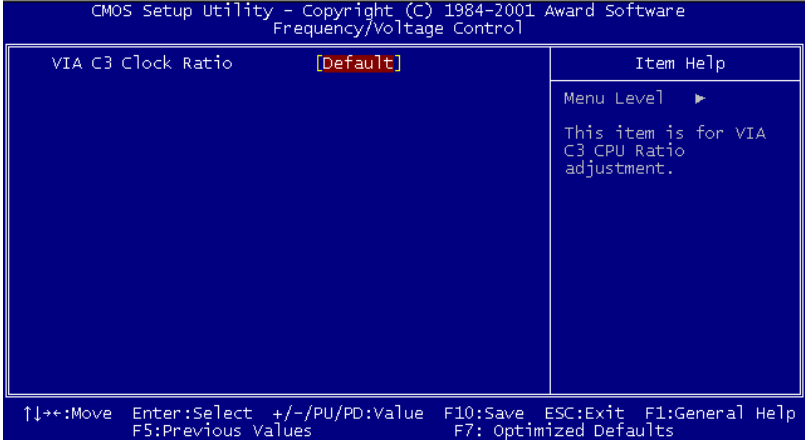 CMOS Setup Utility – Copyright (C) 1984–2001 Award Software
Frequency/Voltage Control
VIA C3 Clock Ratio [Default]
Item Help
Menu Level ►
This item is for VIA
C3 CPU Ratio
adjustment.
↑↓→←:Move Enter:Select +/-/PU/PD:Value F10:Save ESC:Exit F1:General Help
F5:Previous Values F7: Optimized Defaults